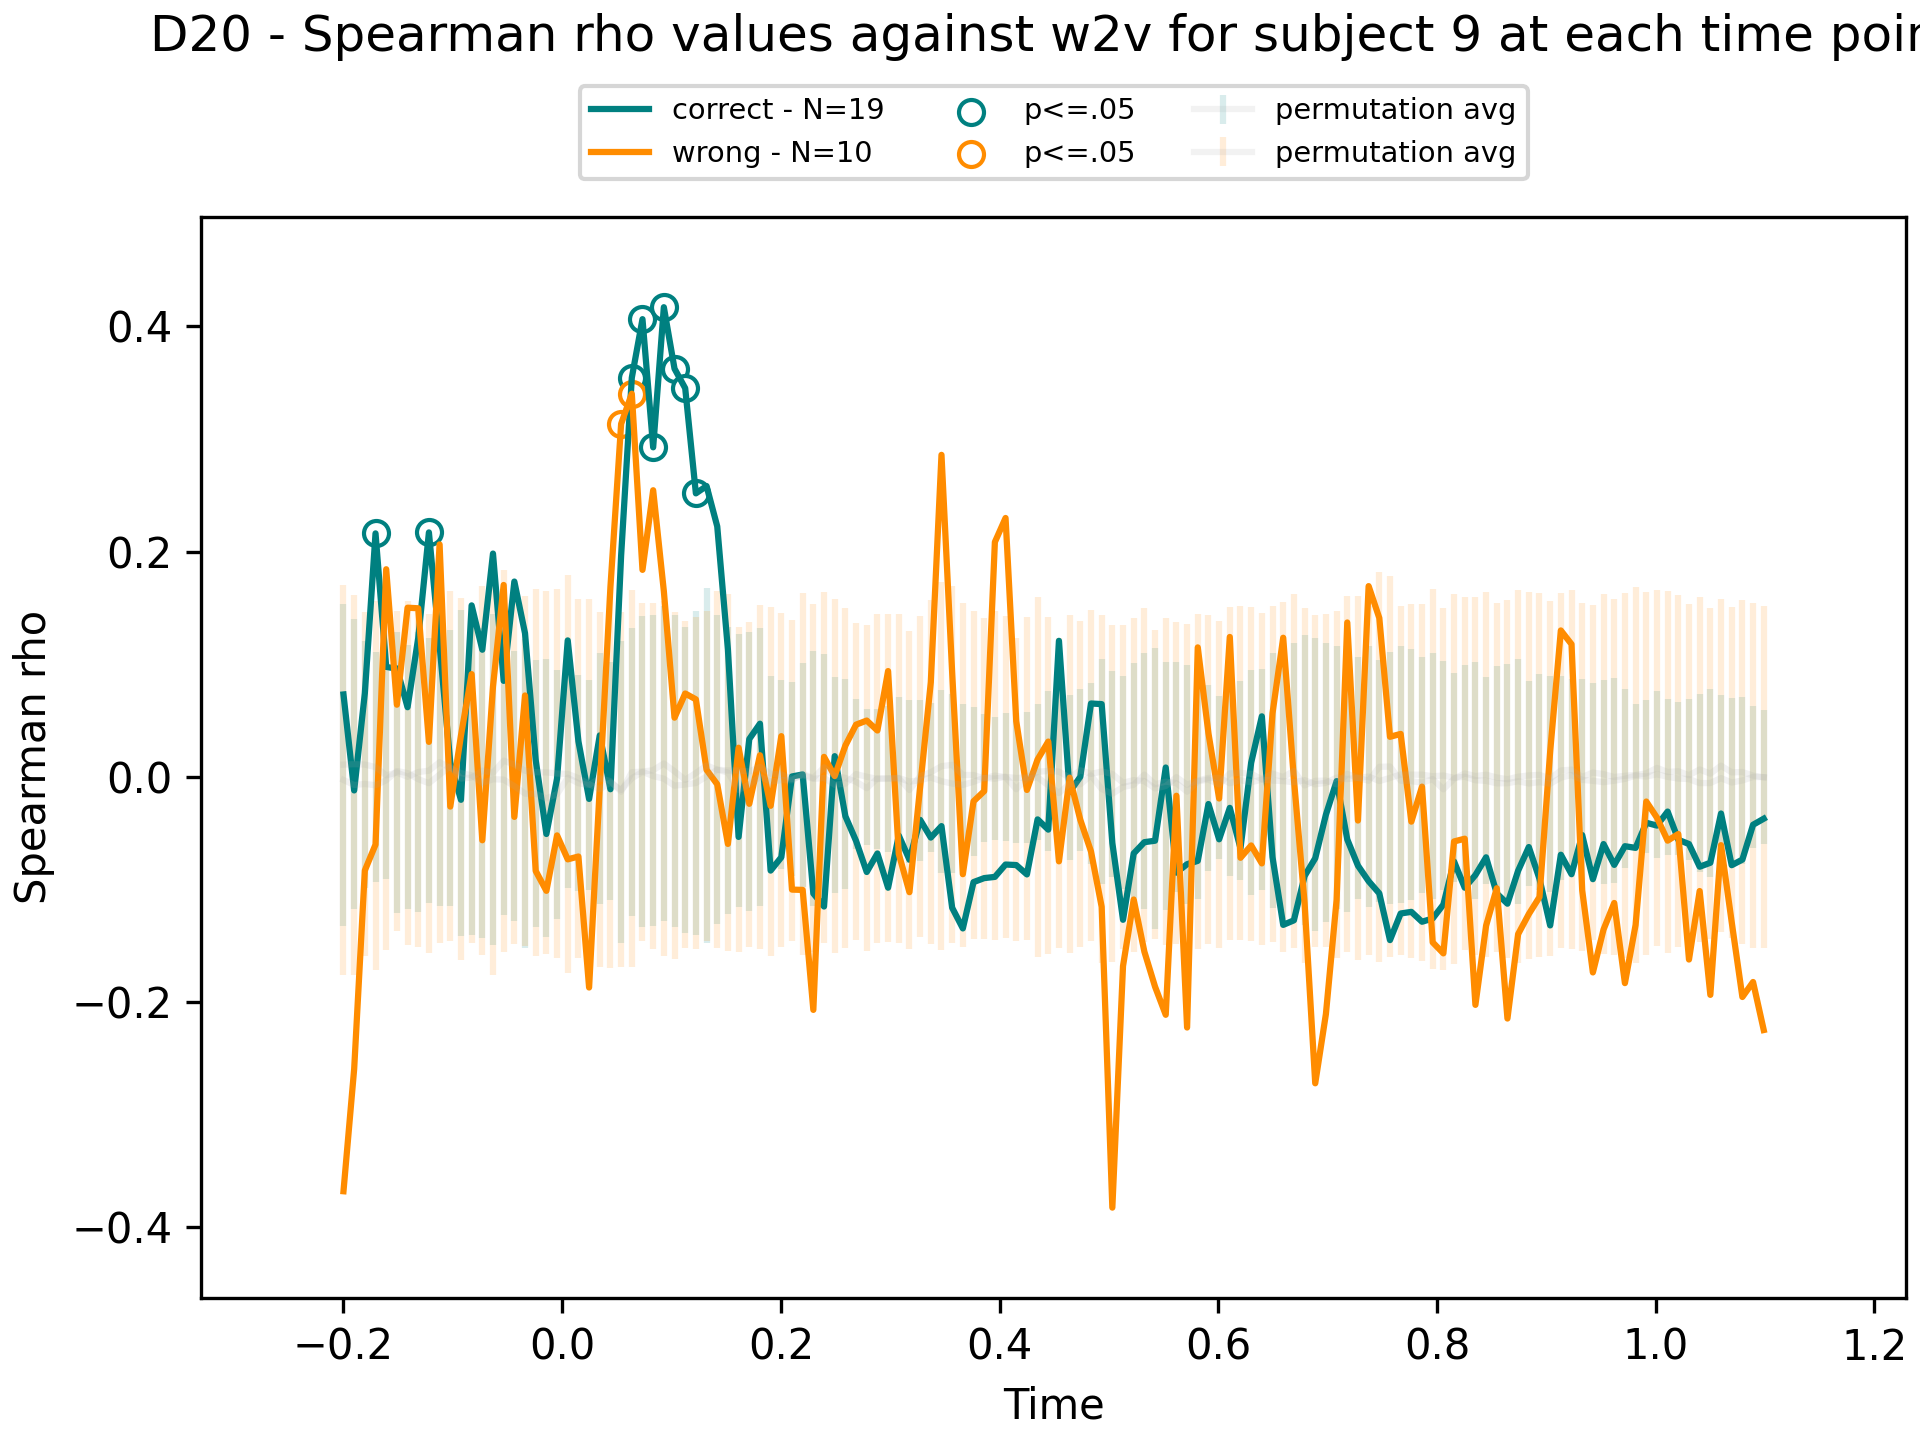 D20 - Spearman rho values against w2v for subject 9 at each time poin
correct - N=19
wrong - N=10
p<=.05
p<=.05
permutation avg
permutation avg
Spearman rho
0.4
0.2
0.0
−0.2
−0.4
−0.2 0.0 0.2 0.4 0.6 0.8 1.0 1.2
Time